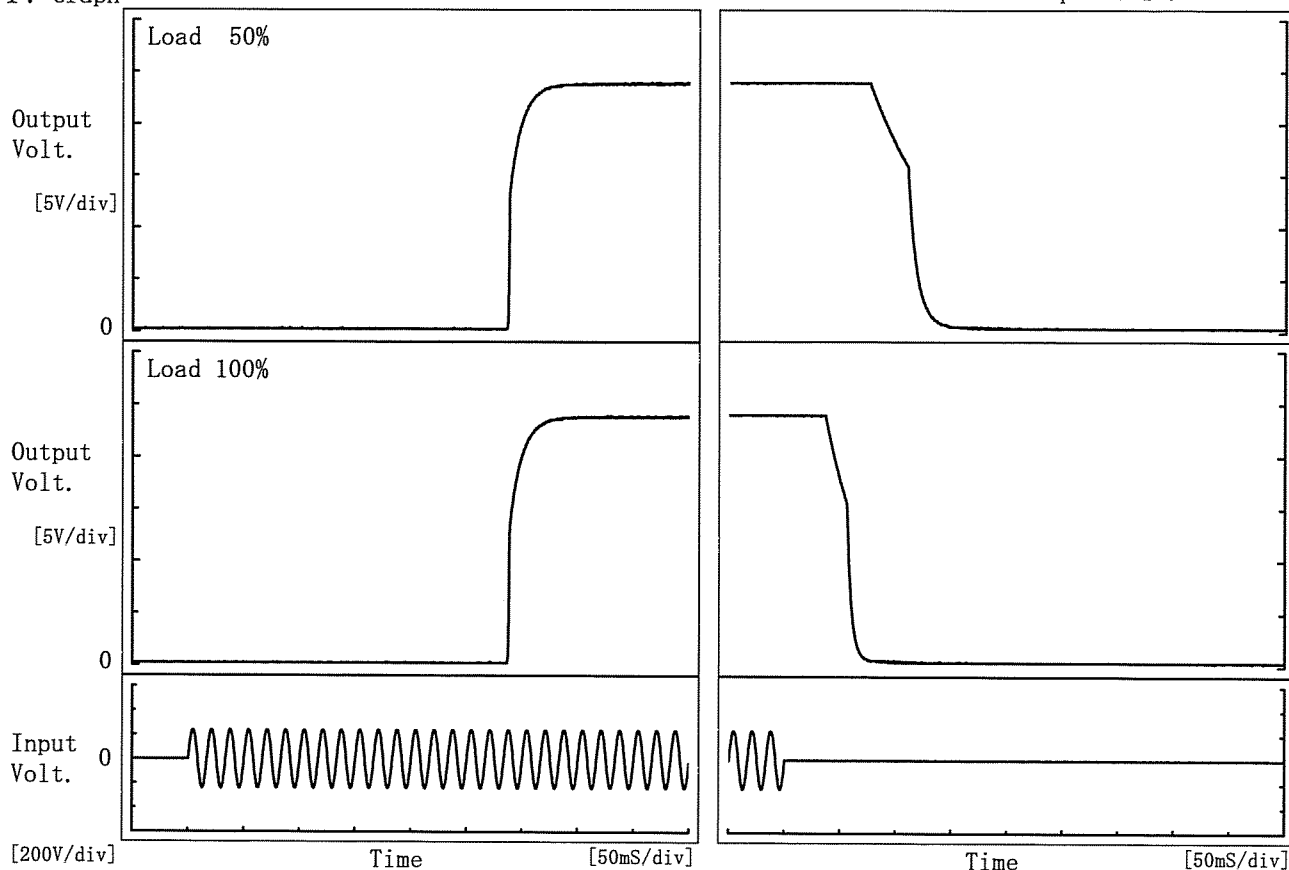 Graph
Load 50%
Output
Volt.
[5V/div]
0
Load 100%
Output
Volt.
[5V/div]
0
Input
Volt.
0
[200V/div]
Time
[50mS/div]
Time
[50mS/div]